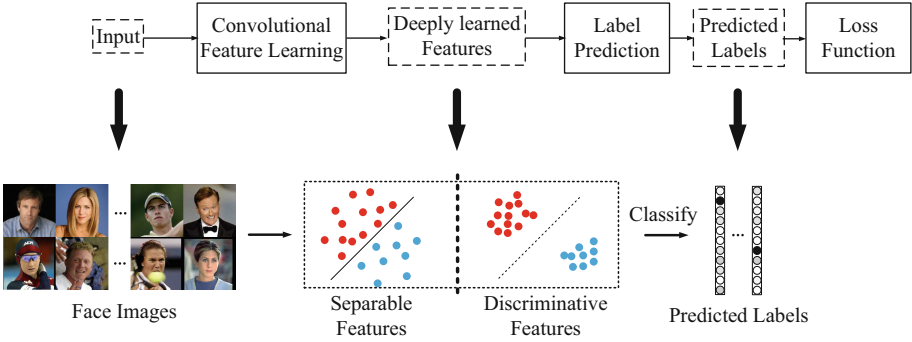 Input
Convolutional
Feature Learning
Deeply learned
Features
Label
Prediction
Predicted
Labels
Loss
Function
...
...
Face Images
Separable
Features
Discriminative
Features
Classify
...
Predicted Labels